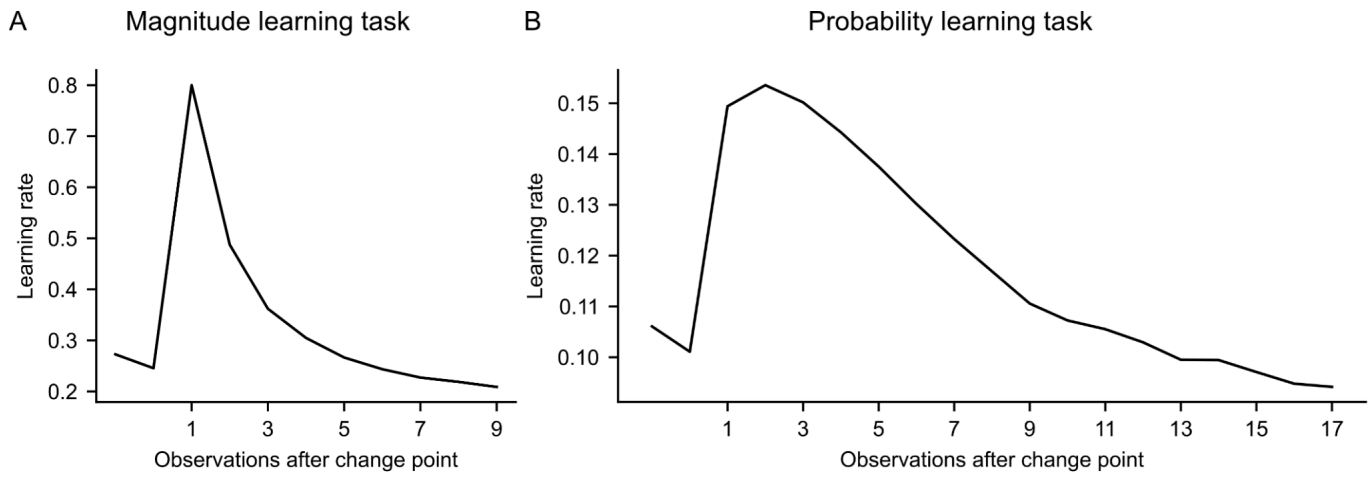 A
Magnitude learning task
Learning rate
0.8
0.7
0.6
0.5
0.4
0.3
0.2
1 3 5 7 9
Observations after change point
B
Probability learning task
Learning rate
0.15
0.14
0.13
0.12
0.11
0.10
1 3 5 7 9 11 13 15 17
Observations after change point